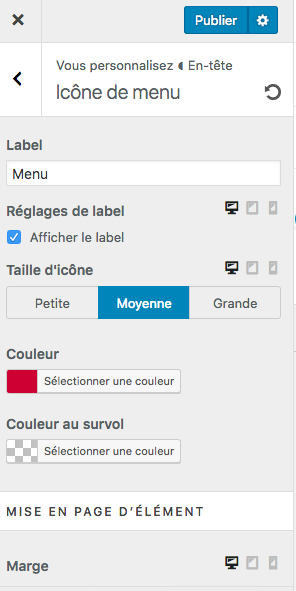 Publier
Vous personnalisez ◖ En-tête
Icône de menu
Label
Menu
Réglages de label
Afficher le label
Taille d'icône
Petite Moyenne Grande
Couleur
Sélectionner une couleur
Couleur au survol
Sélectionner une couleur
MISE EN PAGE D’ÉLÉMENT
Marge